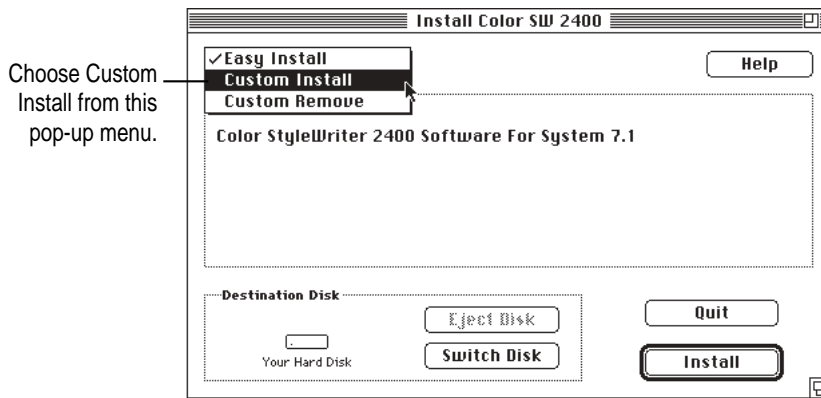 Install Color SW 2400
✓Easy Install
Custom Install
Custom Remove
Help
Choose Custom
Install from this
pop-up menu.
Color StyleWriter 2400 Software For System 7.1
Destination Disk
Your Hard Disk
Eject Disk
Switch Disk
Quit
Install